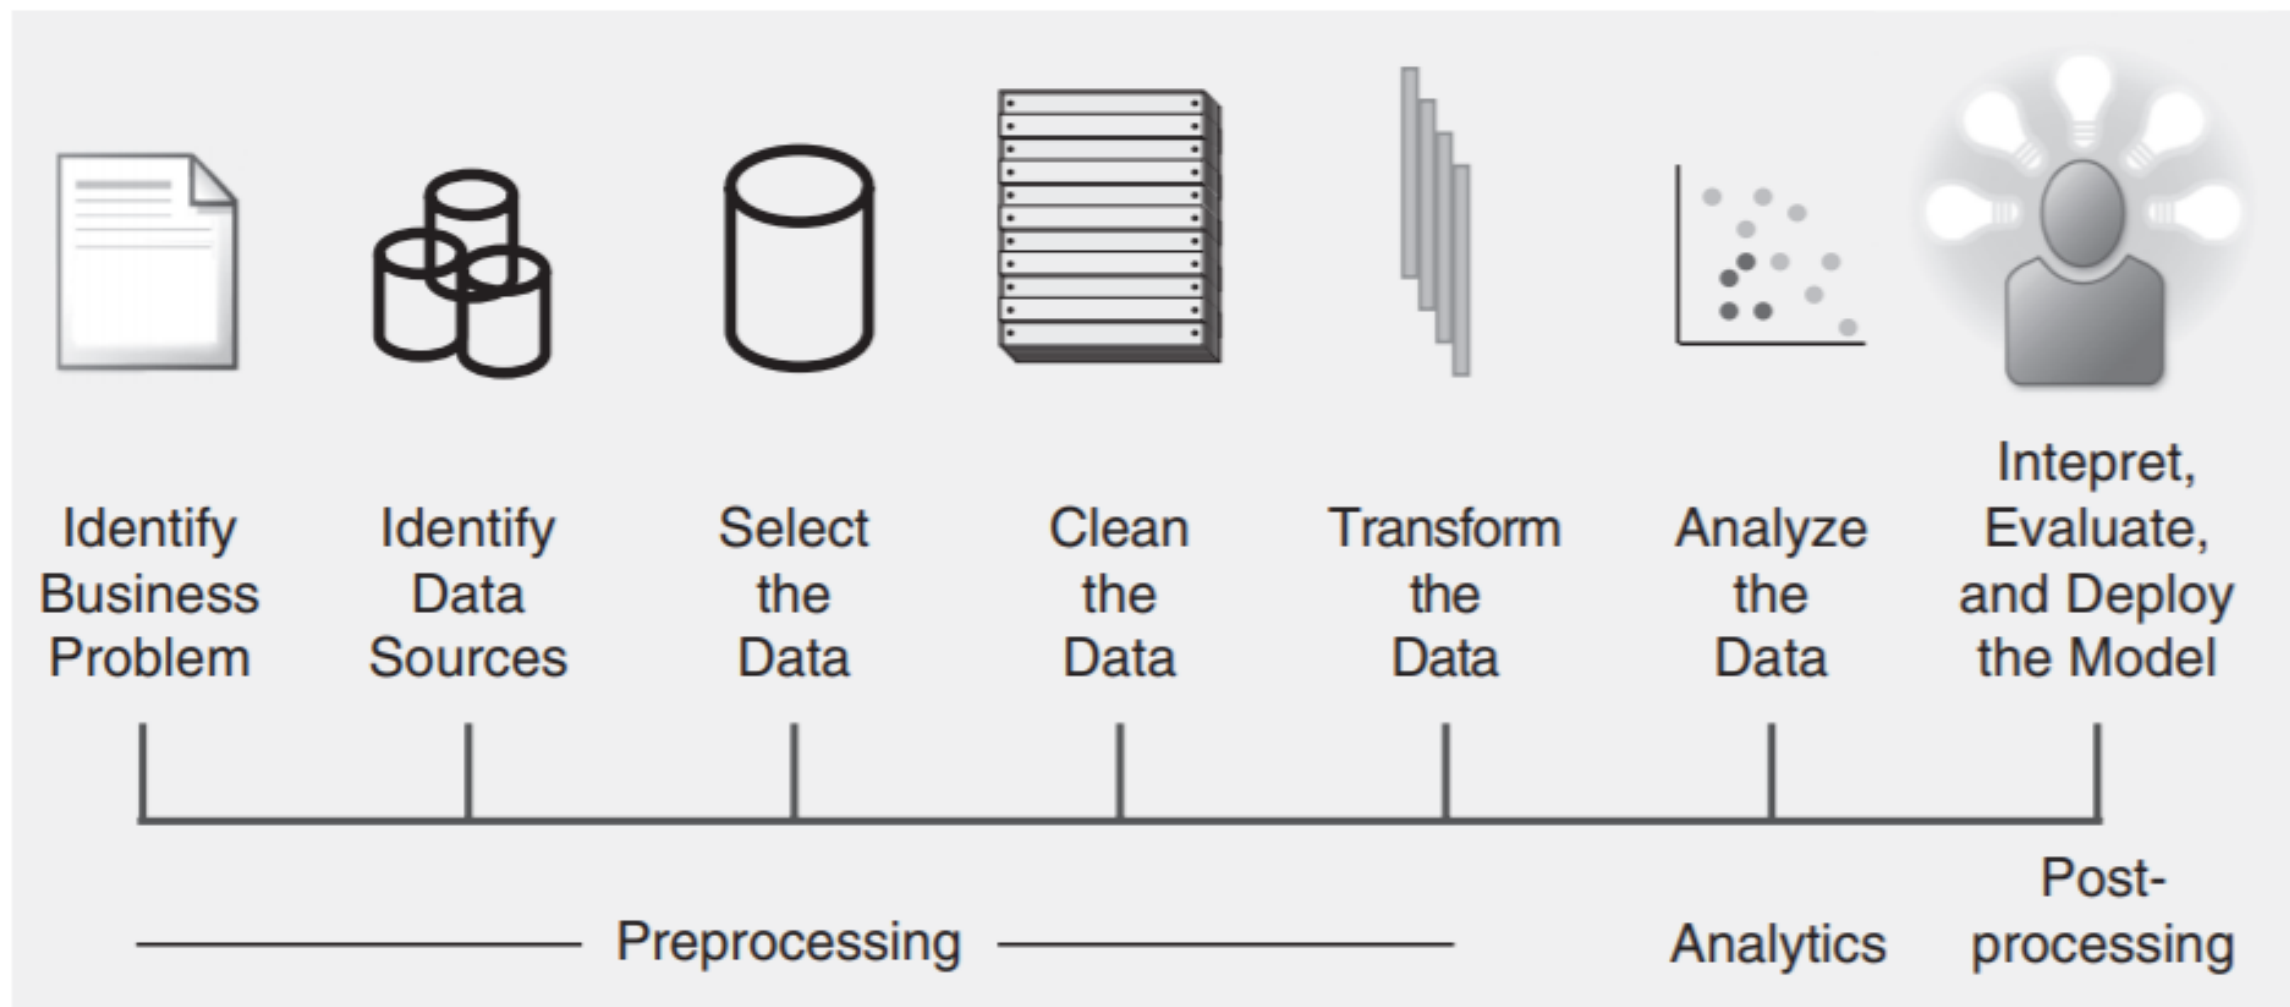 Identify
Business
Problem
Identify
Data
Sources
Select
the
Data
Clean
the
Data
Transform
the
Data
Analyze
the
Data
Intepret,
Evaluate,
and Deploy
the Model
Preprocessing
Analytics
Post-
processing